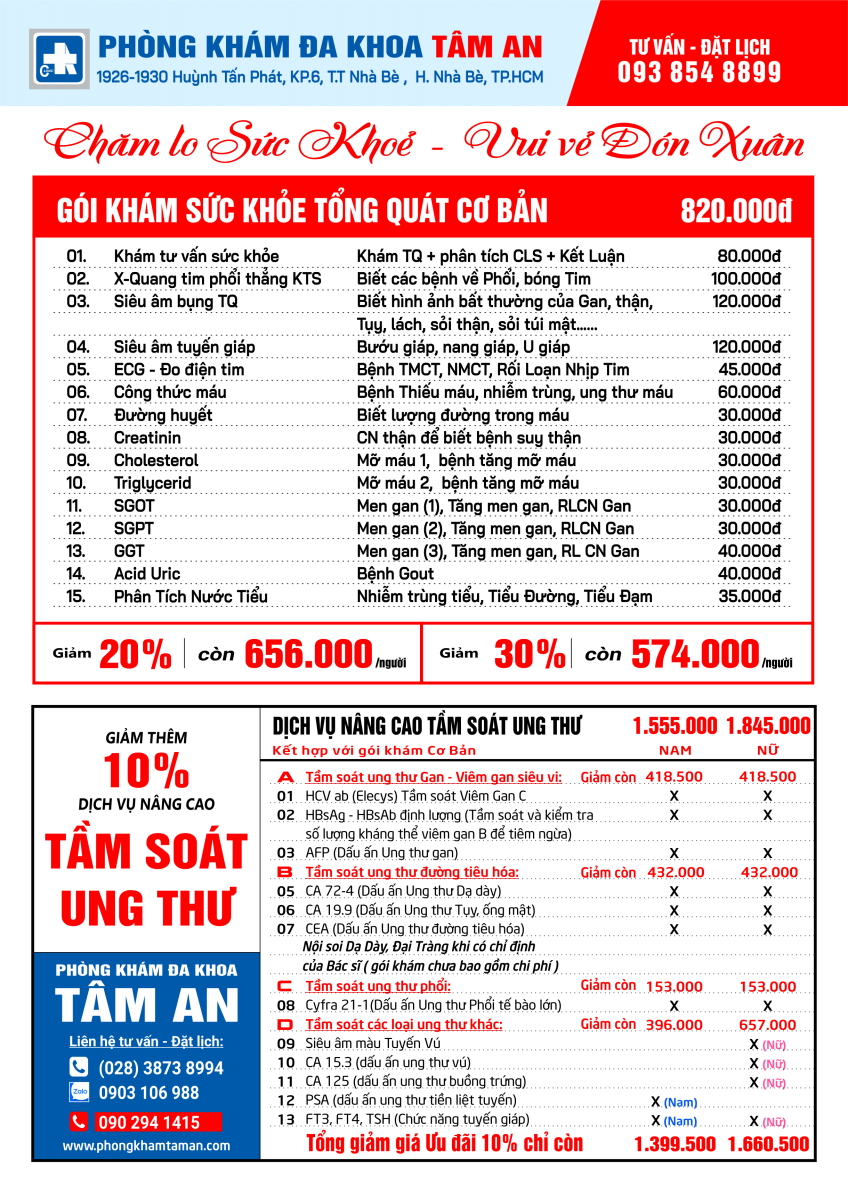 PHÒNG KHÁM ĐA KHOA TÂM AN
1926-1930 Huỳnh Tấn Phát, KP.6, T.T Nhà Bè , H. Nhà Bè, TP.HCM
TƯ VẤN - ĐẶT LỊCH
093 854 8899
Chăm lo Sức Khoẻ - Vui vẻ Đón Xuân
GÓI KHÁM SỨC KHỎE TỔNG QUÁT CƠ BẢN 820.000đ
01. Khám tư vấn sức khỏe Khám TQ + phân tích CLS + Kết Luận 80.000đ
02. X-Quang tim phổi thẳng KTS Biết các bệnh về Phổi, bóng Tim 100.000đ
03. Siêu âm bụng TQ Biết hình ảnh bất thường của Gan, thận, 120.000đ
Tụy, lách, sỏi thận, sỏi túi mật......
04. Siêu âm tuyến giáp Bướu giáp, nang giáp, U giáp 120.000đ
05. ECG - Đo điện tim Bệnh TMCT, NMCT, Rối Loạn Nhịp Tim 45.000đ
06. Công thức máu Bệnh Thiếu máu, nhiễm trùng, ung thư máu 60.000đ
07. Đường huyết Biết lượng đường trong máu 30.000đ
08. Creatinin CN thận để biết bệnh suy thận 30.000đ
09. Cholesterol Mỡ máu 1, bệnh tăng mỡ máu 30.000đ
10. Triglycerid Mỡ máu 2, bệnh tăng mỡ máu 30.000đ
11. SGOT Men gan (1), Tăng men gan, RLCN Gan 30.000đ
12. SGPT Men gan (2), Tăng men gan, RLCN Gan 30.000đ
13. GGT Men gan (3), Tăng men gan, RL CN Gan 40.000đ
14. Acid Uric Bệnh Gout 40.000đ
15. Phân Tích Nước Tiểu Nhiễm trùng tiểu, Tiểu Đường, Tiểu Đạm 35.000đ
Giảm 20% còn 656.000/người
Giảm 30% còn 574.000/người
GIẢM THÊM
10%
DỊCH VỤ NÂNG CAO
TẦM SOÁT
UNG THƯ
PHÒNG KHÁM ĐA KHOA
TÂM AN
Liên hệ tư vấn - Đặt lịch:
(028) 3873 8994
Zalo 0903 106 988
090 294 1415
www.phongkhamtaman.com
DỊCH VỤ NÂNG CAO TẦM SOÁT UNG THƯ 1.555.000 1.845.000
Kết hợp với gói khám Cơ Bản NAM NỮ
A Tầm soát ung thư Gan - Viêm gan siêu vi: Giảm còn 418.500 418.500
01 HCV ab (Elecys) Tầm soát Viêm Gan C X X
02 HBsAg - HBsAb định lượng (Tầm soát và kiểm tra X X
số lượng kháng thể viêm gan B để tiêm ngừa)
03 AFP (Dấu ấn Ung thư gan) X X
B Tầm soát ung thư đường tiêu hóa: Giảm còn 432.000 432.000
05 CA 72-4 (Dấu ấn Ung thư Dạ dày) X X
06 CA 19.9 (Dấu ấn Ung thư Tụy, ống mật) X X
07 CEA (Dấu ấn Ung thư đường tiêu hóa) X X
Nội soi Dạ Dày, Đại Tràng khi có chỉ định
của Bác sĩ ( gói khám chưa bao gồm chi phí )
C Tầm soát ung thư phổi: Giảm còn 153.000 153.000
08 Cyfra 21-1(Dấu ấn Ung thư Phổi tế bào lớn) X X
D Tầm soát các loại ung thư khác: Giảm còn 396.000 657.000
09 Siêu âm màu Tuyến Vú X (Nữ)
10 CA 15.3 (dấu ấn ung thư vú) X (Nữ)
11 CA 125 (dấu ấn ung thư buồng trứng) X (Nữ)
12 PSA (dấu ấn ung thư tiền liệt tuyến) X (Nam)
13 FT3, FT4, TSH (Chức năng tuyến giáp) X (Nam) X (Nữ)
Tổng giảm giá Ưu đãi 10% chỉ còn 1.399.500 1.660.500